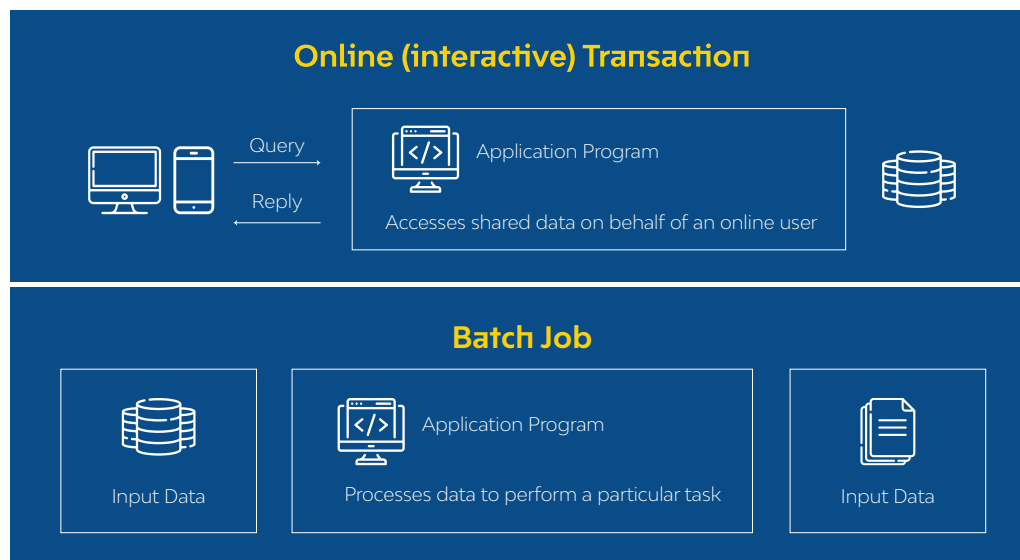 Online (interactive) Transaction
Query
Application Program
Reply
Accesses shared data on behalf of an online user
Batch Job
Application Program
Processes data to perform a particular task
Input Data
Input Data